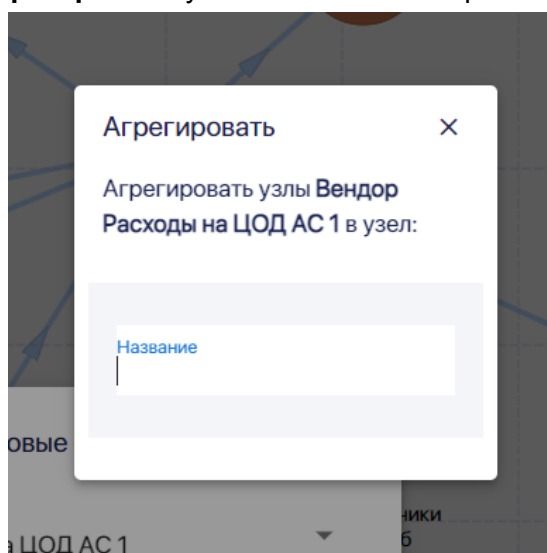 Агрегировать
Агрегировать узлы Вендор
Расходы на ЦОД АС 1 в узел:
Название
овые
ники
ЦОД АС 1
б